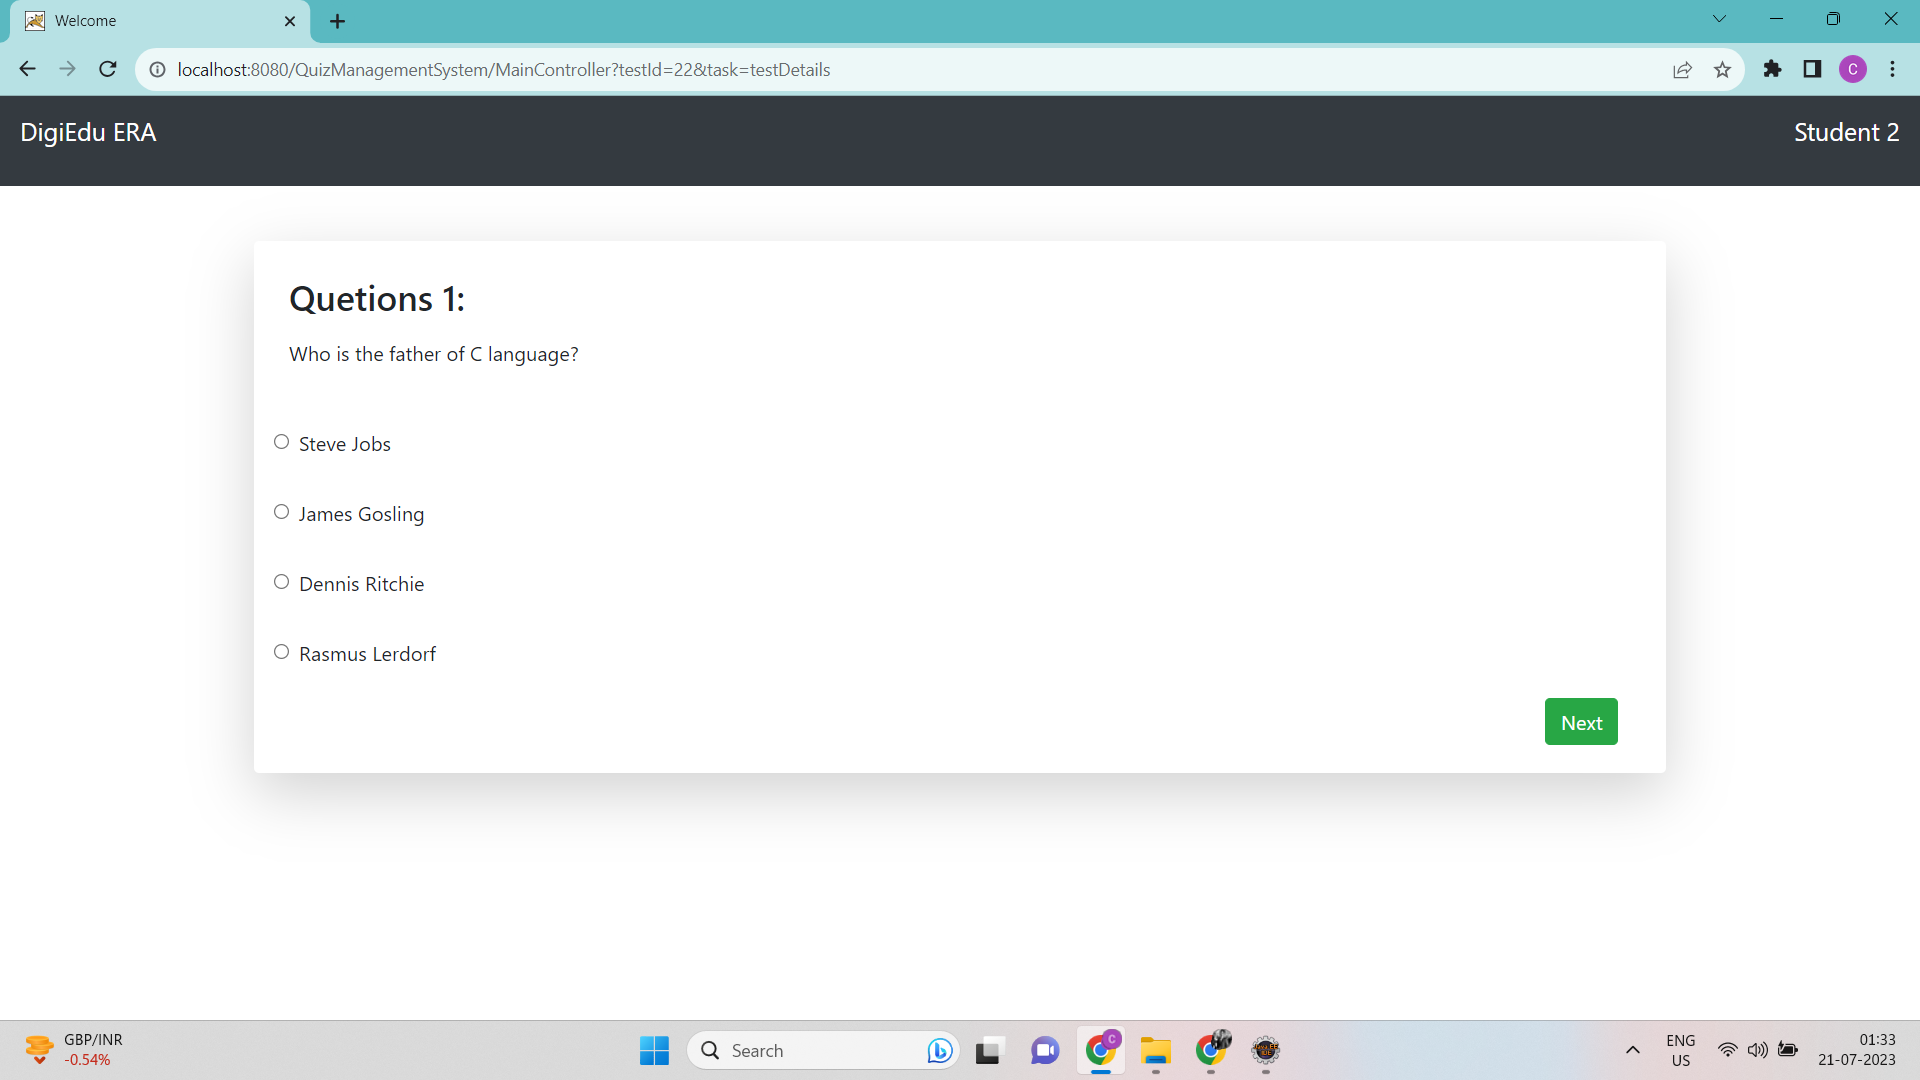 Welcome
localhost:8080/QuizManagementSystem/MainController?testId=22&task=testDetails
C
DigiEdu ERA
Student 2
Quetions 1:
Who is the father of C language?
Steve Jobs
James Gosling
Dennis Ritchie
Rasmus Lerdorf
Next
GBP/INR
-0.54%
Search
C
ENG
US
01:33
21-07-2023